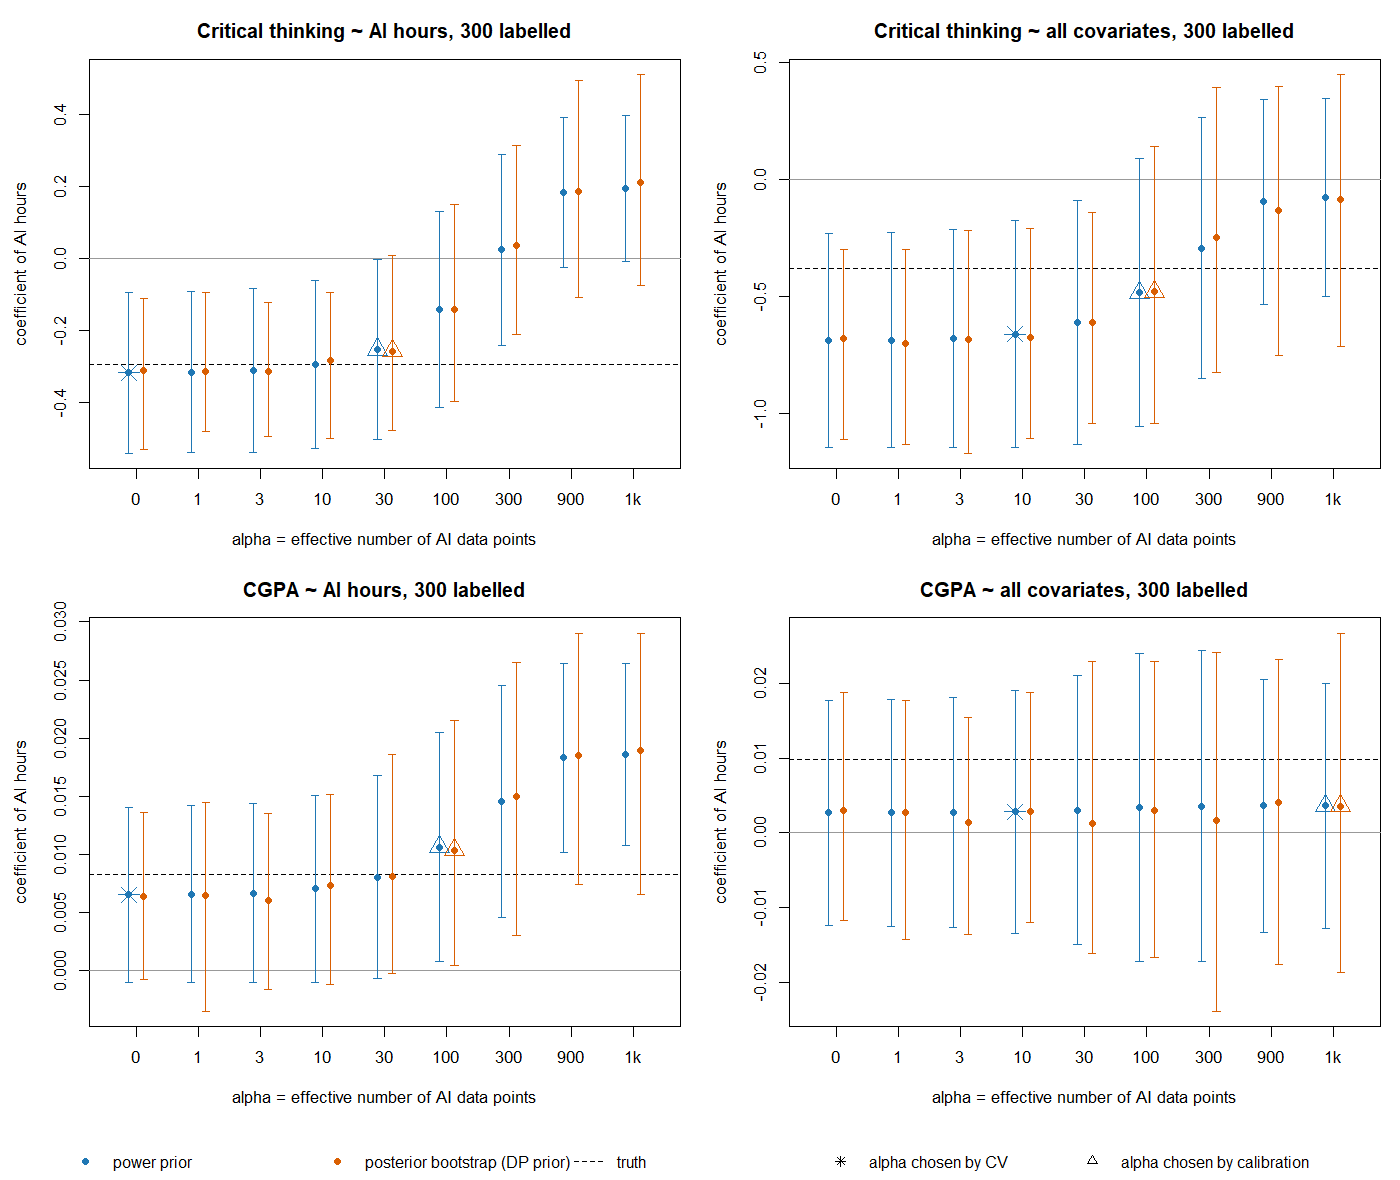 Critical thinking ~ AI hours, 300 labelled
coefficient of AI hours
0.4
0.2
0.0
-0.2
-0.4
0 1 3 10 30 100 300 900 1k
alpha = effective number of AI data points
Critical thinking ~ all covariates, 300 labelled
coefficient of AI hours
0.5
0.0
-0.5
-1.0
0 1 3 10 30 100 300 900 1k
alpha = effective number of AI data points
CGPA ~ AI hours, 300 labelled
coefficient of AI hours
0.030
0.025
0.020
0.015
0.010
0.005
0.000
0 1 3 10 30 100 300 900 1k
alpha = effective number of AI data points
CGPA ~ all covariates, 300 labelled
coefficient of AI hours
0.02
0.01
0.00
-0.01
-0.02
0 1 3 10 30 100 300 900 1k
alpha = effective number of AI data points
power prior posterior bootstrap (DP prior) truth alpha chosen by CV alpha chosen by calibration